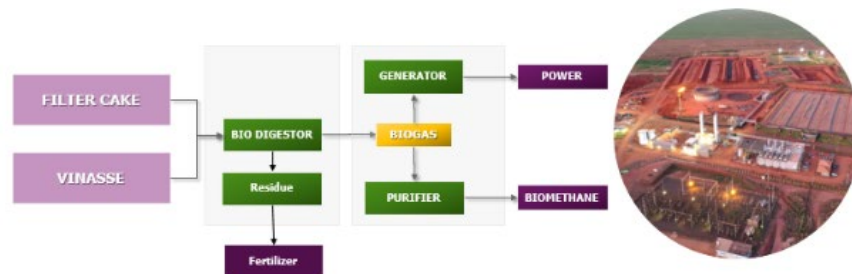 FILTER CAKE
VINASSE
BIO DIGESTOR
Residue
Fertilizer
GENERATOR
BIOGAS
PURIFIER
POWER
BIOMETHANE